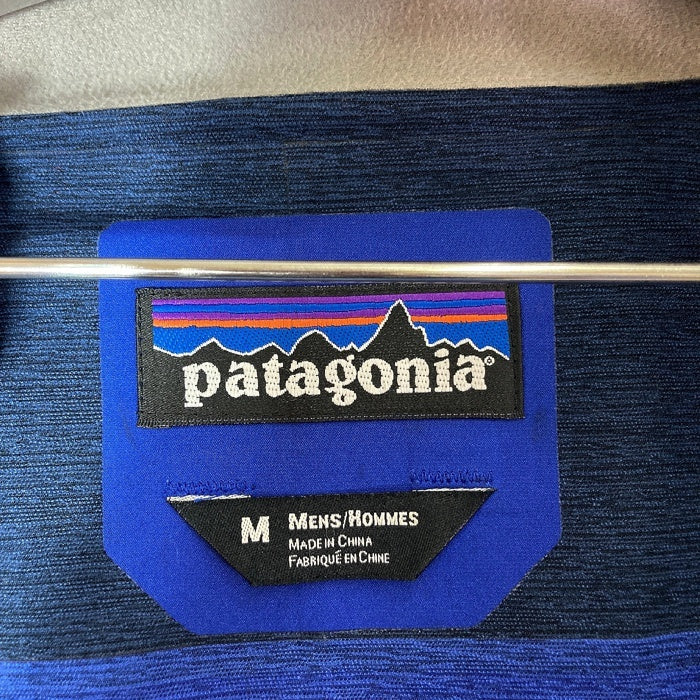 patagonia®
M MENS/HOMMES
MADE IN CHINA
FABRIQUÉ EN CHINE